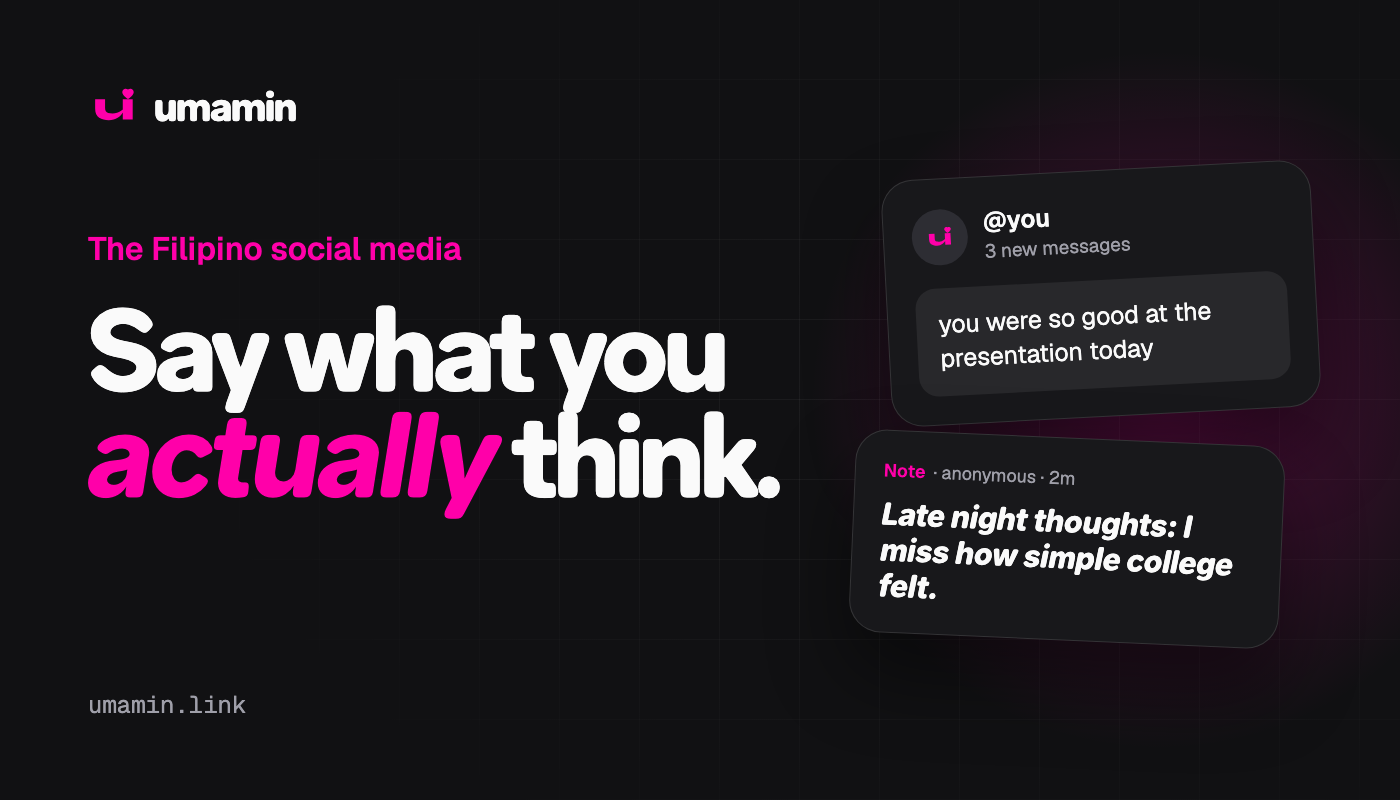 umamin
The Filipino social media
Say what you
actually think.
umamin.link
@you
3 new messages
you were so good at the
presentation today
Note · anonymous · 2m
Late night thoughts: I
miss how simple college
felt.